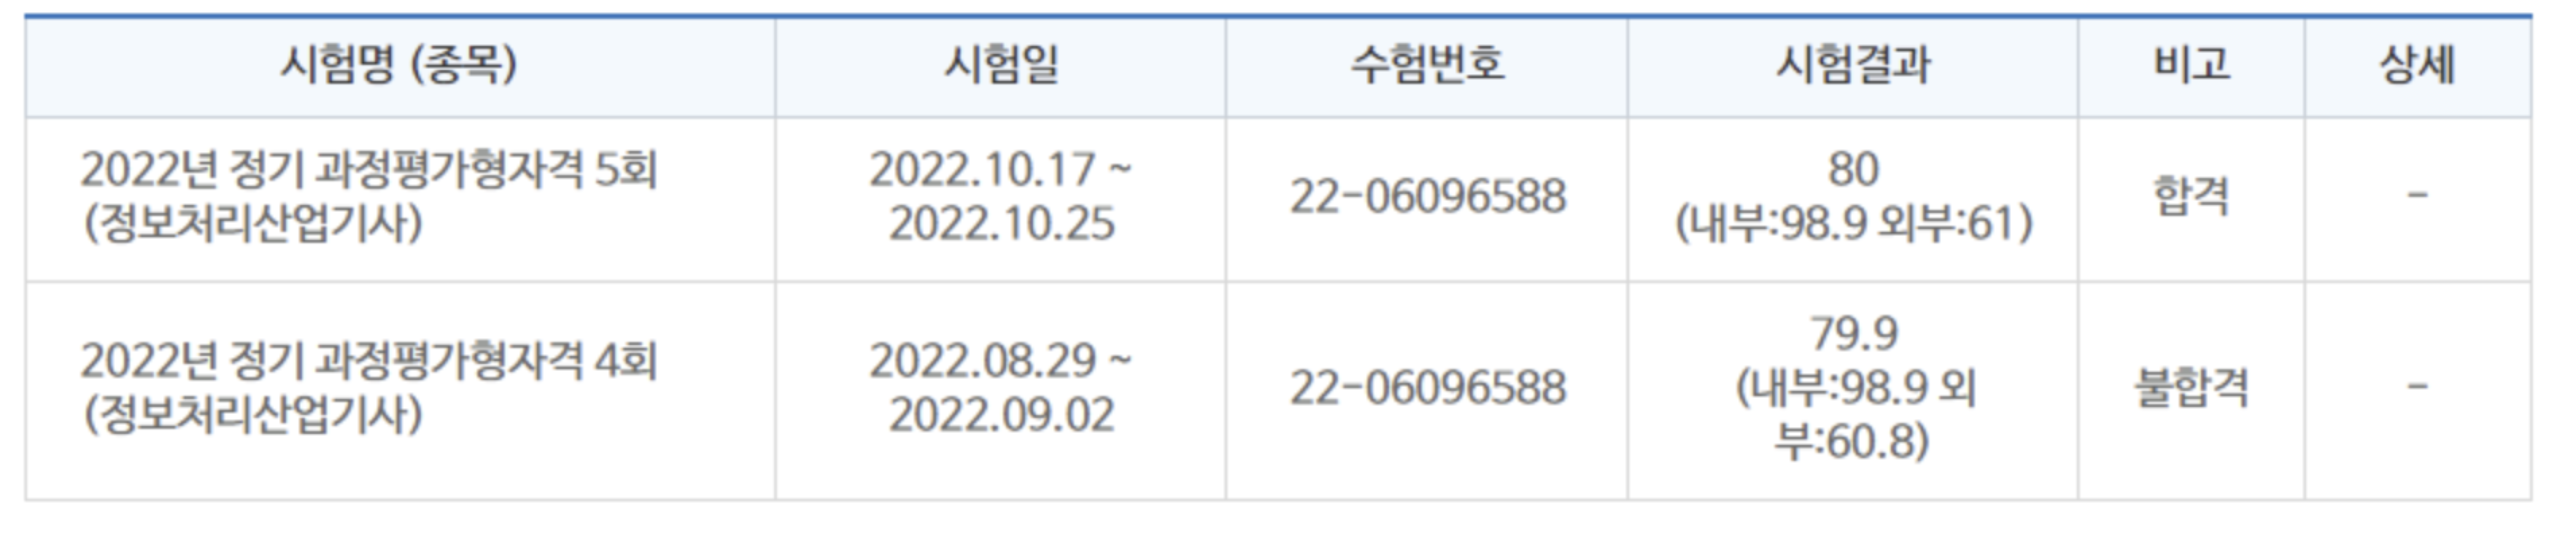 시험명 (종목) 시험일 수험번호 시험결과 비고 상세
2022년 정기 과정평가형자격 5회
(정보처리산업기사)
2022.10.17 ~
2022.10.25
22-06096588
80
(내부:98.9 외부:61)
합격
-
2022년 정기 과정평가형자격 4회
(정보처리산업기사)
2022.08.29 ~
2022.09.02
22-06096588
79.9
(내부:98.9 외
부:60.8)
불합격
-